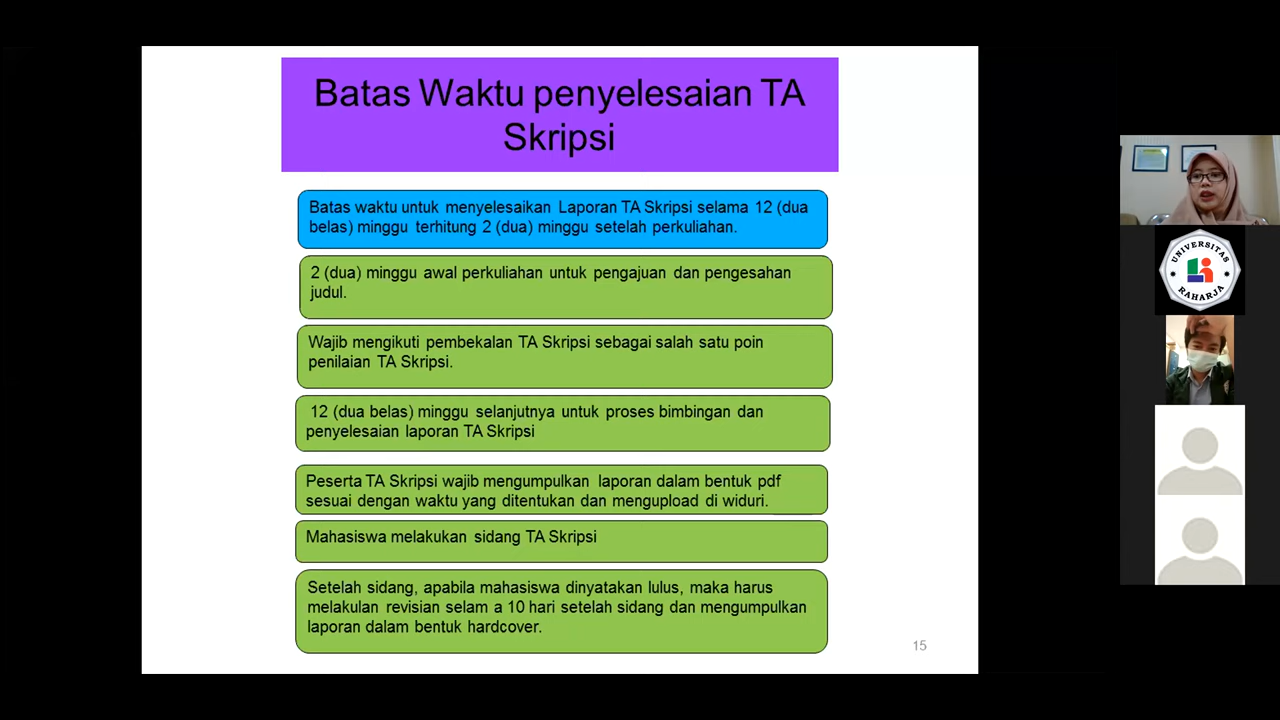 Batas Waktu penyelesaian TA
Skripsi
Batas waktu untuk menyelesaikan Laporan TA Skripsi selama 12 (dua
belas) minggu terhitung 2 (dua) minggu setelah perkuliahan.
2 (dua) minggu awal perkuliahan untuk pengajuan dan pengesahan
judul.
Wajib mengikuti pembekalan TA Skripsi sebagai salah satu poin
penilaian TA Skripsi.
12 (dua belas) minggu selanjutnya untuk proses bimbingan dan
penyelesaian laporan TA Skripsi
Peserta TA Skripsi wajib mengumpulkan laporan dalam bentuk pdf
sesuai dengan waktu yang ditentukan dan mengupload di widuri.
Mahasiswa melakukan sidang TA Skripsi
Setelah sidang, apabila mahasiswa dinyatakan lulus, maka harus
melakulan revisian selam a 10 hari setelah sidang dan mengumpulkan
laporan dalam bentuk hardcover.
15
UNIVERSITAS
RAHARJA